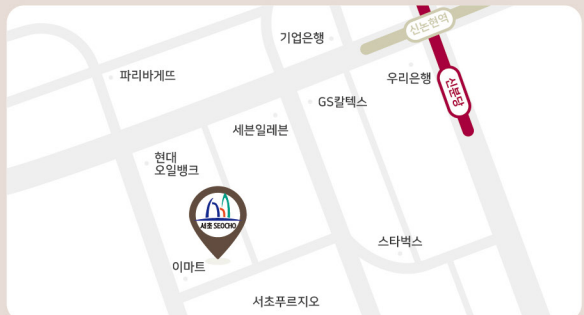 신논현역
기업은행
파리바게뜨
우리은행
신분당
GS칼텍스
세븐일레븐
현대
오일뱅크
서초 SEOCHO
스타벅스
이마트
서초푸르지오